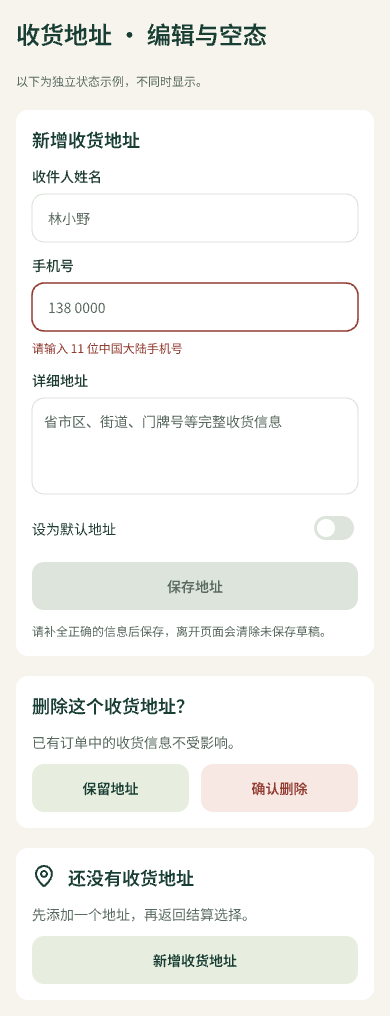 收货地址 · 编辑与空态
以下为独立状态示例，不同时显示。
新增收货地址
收件人姓名
林小野
手机号
138 0000
请输入 11 位中国大陆手机号
详细地址
省市区、街道、门牌号等完整收货信息
设为默认地址
保存地址
请补全正确的信息后保存，离开页面会清除未保存草稿。
删除这个收货地址？
已有订单中的收货信息不受影响。
保留地址
确认删除
还没有收货地址
先添加一个地址，再返回结算选择。
新增收货地址